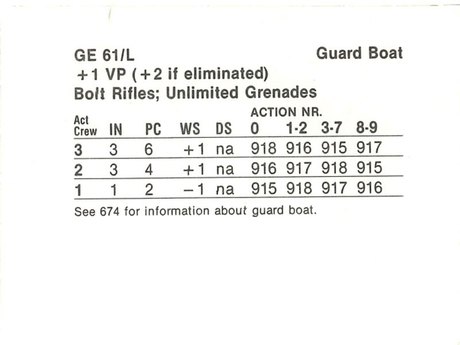 GE 61/L Guard Boat
+1 VP (+2 if eliminated)
Bolt Rifles; Unlimited Grenades
ACTION NR.
Act Crew IN PC WS DS 0 1-2 3-7 8-9
3 3 6 +1 na 918 916 915 917
2 3 4 +1 na 916 917 918 915
1 1 2 −1 na 915 918 917 916
See 674 for information about guard boat.